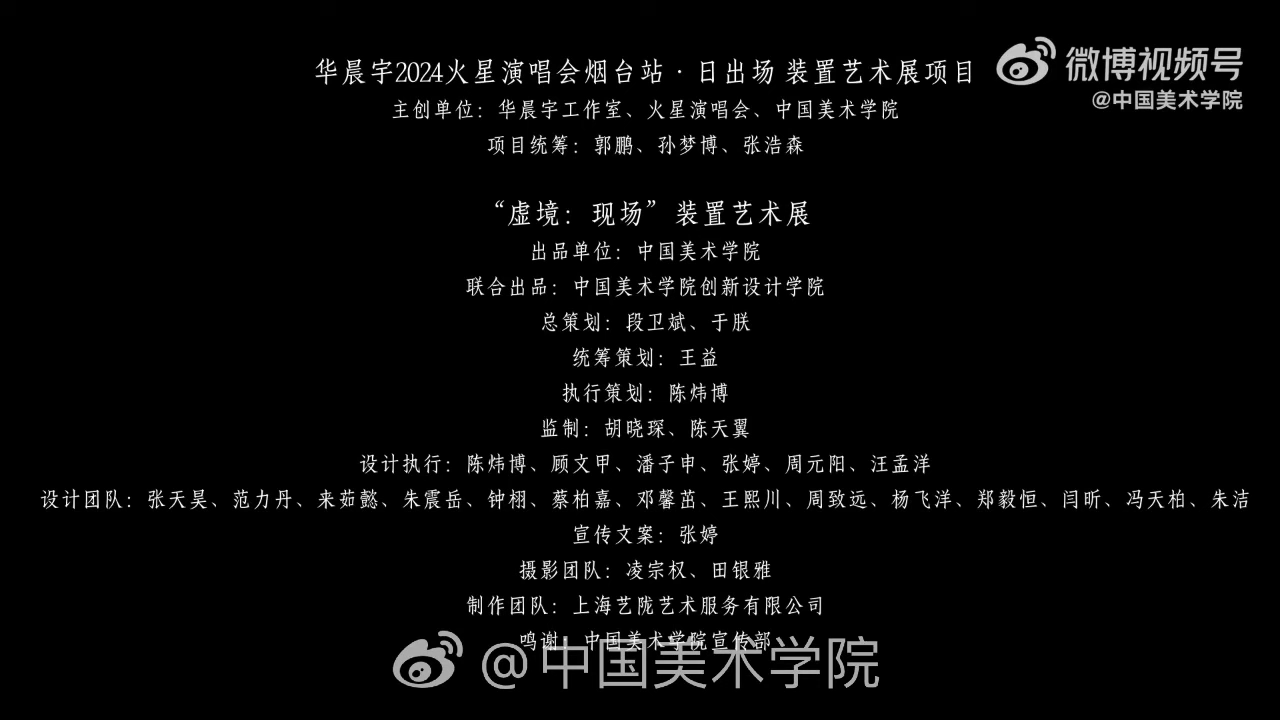 华晨宇2024火星演唱会烟台站·日出场 装置艺术展项目
主创单位：华晨宇工作室、火星演唱会、中国美术学院
项目统筹：郭鹏、孙梦博、张浩森
微博视频号
@中国美术学院
“虚境：现场”装置艺术展
出品单位：中国美术学院
联合出品：中国美术学院创新设计学院
总策划：段卫斌、于朕
统筹策划：王益
执行策划：陈炜博
监制：胡晓琛、陈天翼
设计执行：陈炜博、顾文甲、潘子申、张婷、周元阳、汪孟洋
设计团队：张天昊、范力丹、来茹懿、朱震岳、钟栩、蔡柏嘉、邓馨茁、王熙川、周致远、杨飞洋、郑毅恒、闫昕、冯天柏、朱洁
宣传文案：张婷
摄影团队：凌宗权、田银雅
制作团队：上海艺陇艺术服务有限公司
鸣谢：中国美术学院宣传部
@中国美术学院